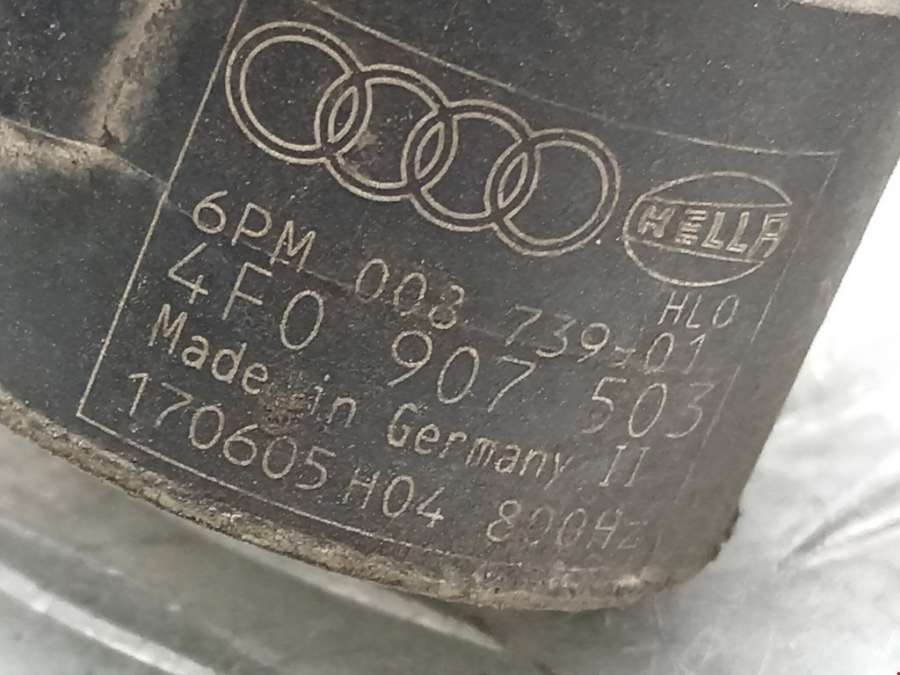 HELLA
HLO
6PM 008 739-01
4F0 907 503
Made in Germany II
170605 H04 800Hz